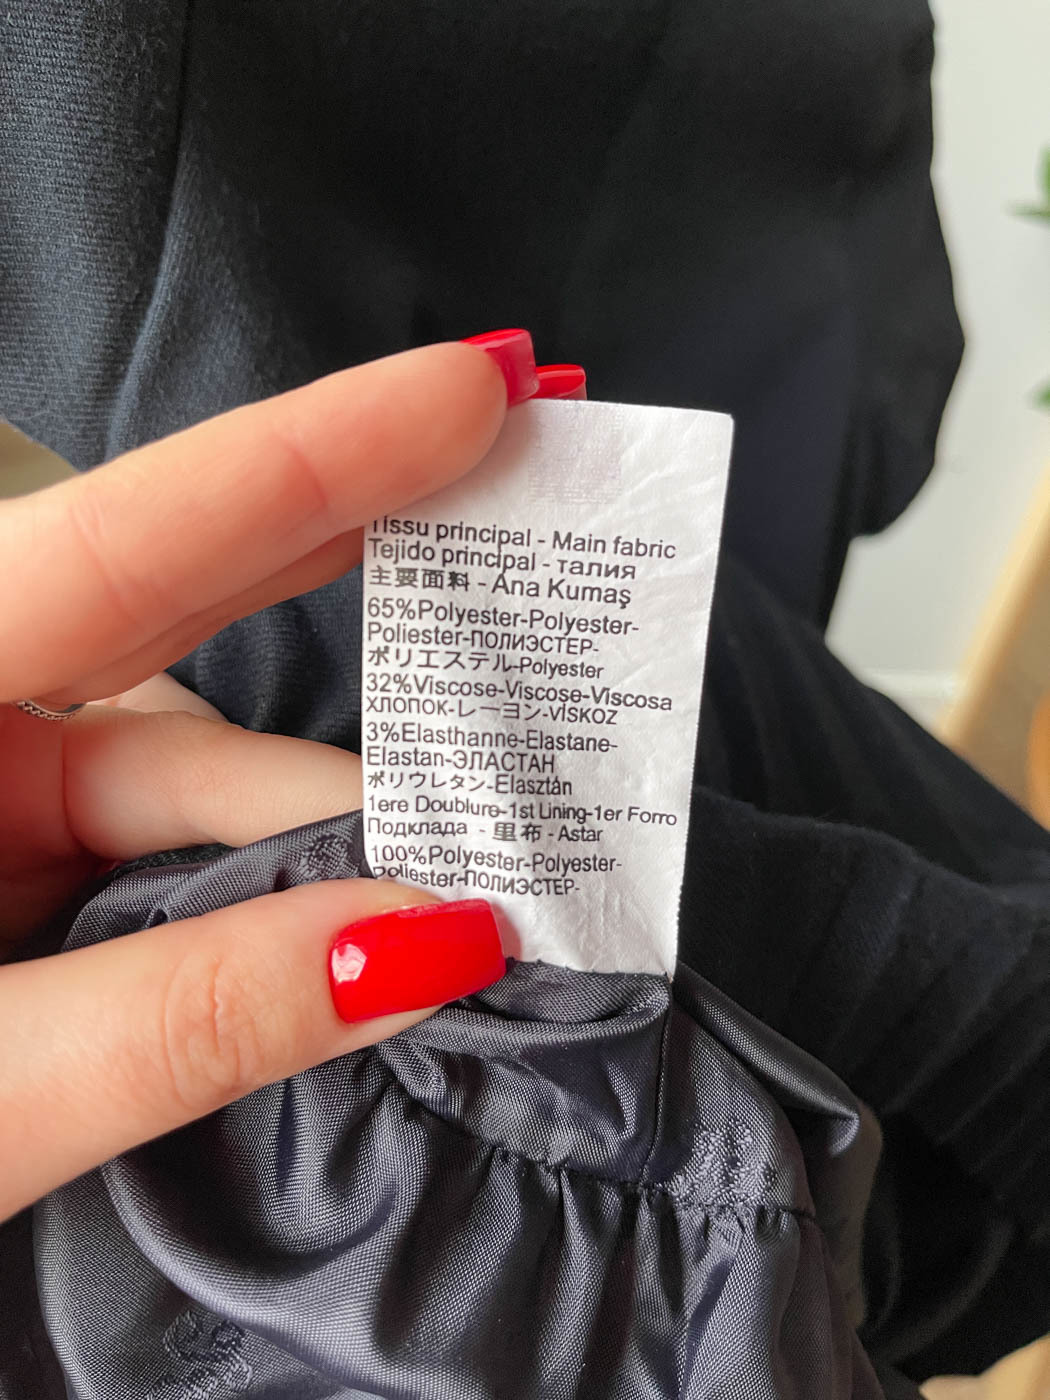 Tissu principal - Main fabric
Tejido principal - талия
主要面料 - Ana Kumaş
65%Polyester-Polyester-
Poliester-ПОЛИЭСТЕР-
ポリエステル-Polyester
32%Viscose-Viscose-Viscosa
ХЛОПОК-レーヨン-VİSKOZ
3%Elasthanne-Elastane-
Elastan-ЭЛАСТАН
ポリウレタン-Elasztán
1ere Doublure-1st Lining-1er Forro
Подклада - 里布 - Astar
100%Polyester-Polyester-
Poliester-ПОЛИЭСТЕР-